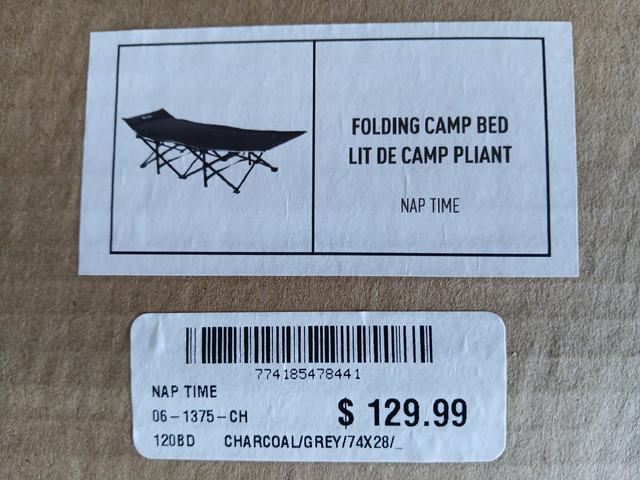 FOLDING CAMP BED
LIT DE CAMP PLIANT
NAP TIME
774185478441
NAP TIME
06-1375-CH
$ 129.99
120BD CHARCOAL/GREY/74X28/_